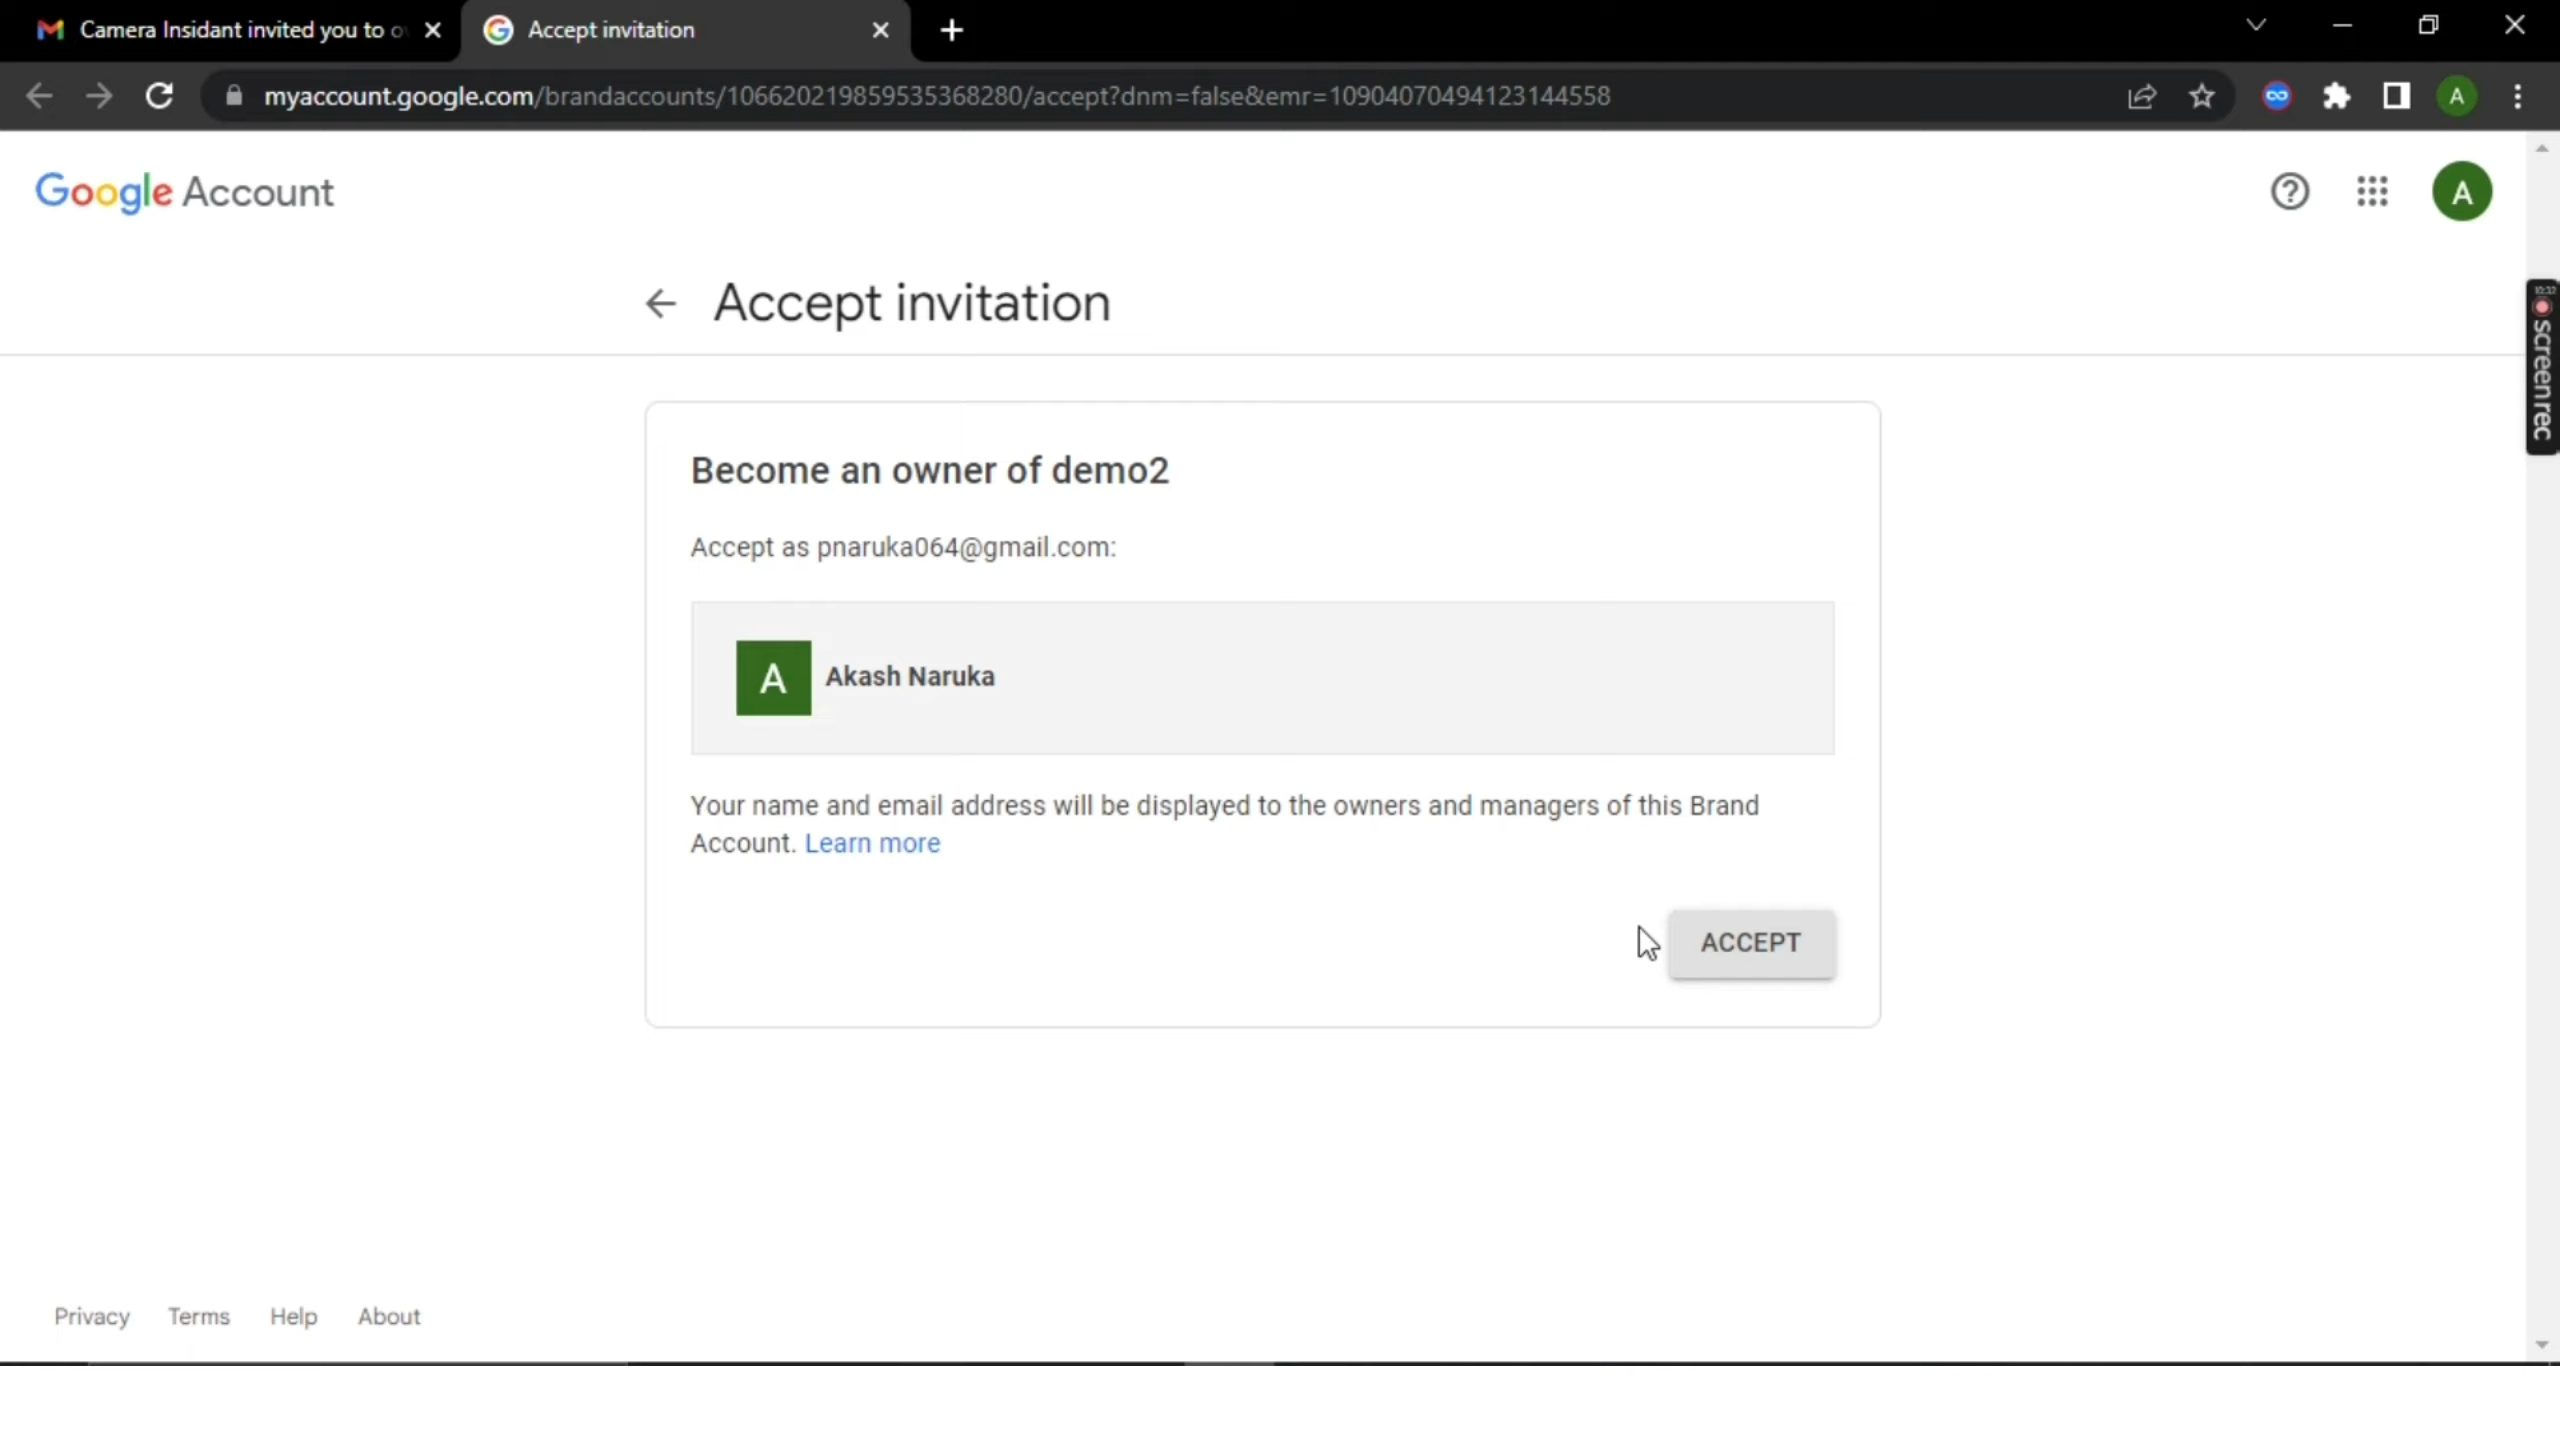 Camera Insidant invited you to o
Accept invitation
myaccount.google.com/brandaccounts/106620219859535368280/accept?dnm=false&emr=10904070494123144558
A
Google Account
A
Accept invitation
10:32
screenrec
Become an owner of demo2
Accept as pnaruka064@gmail.com:
A
Akash Naruka
Your name and email address will be displayed to the owners and managers of this Brand
Account. Learn more
ACCEPT
Privacy Terms Help About